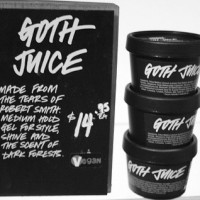 GOTH
JUICE
MADE FROM
THE TEARS OF
ROBERT SMITH.
MEDIUM HOLD
GEL FOR STYLE,
SHINE AND
THE SCENT OF
DARK FORESTS.
$14.95
EACH
VEGAN
GOTH JUICE
GOTH JUICE
GOTH JUICE